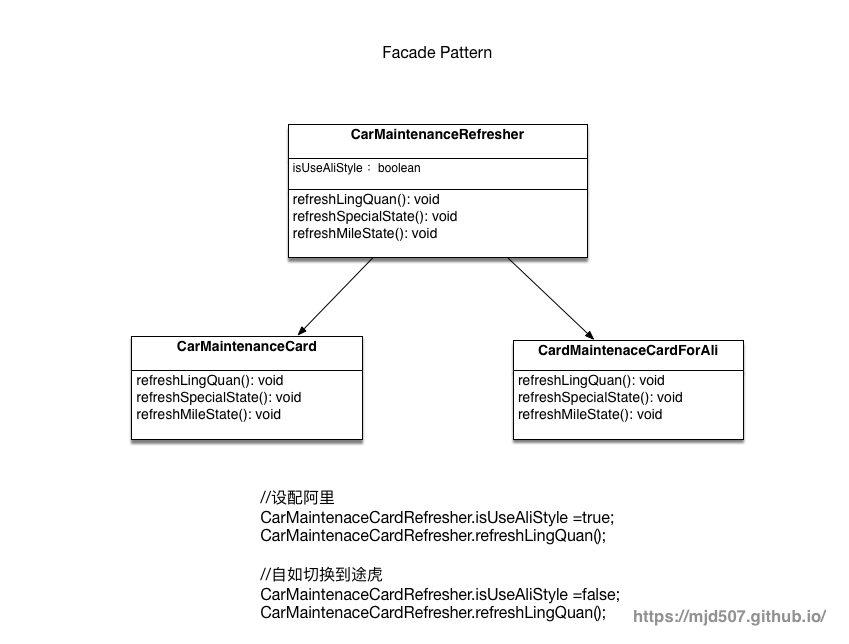 Facade Pattern
CarMaintenanceRefresher
isUseAliStyle： boolean
refreshLingQuan(): void
refreshSpecialState(): void
refreshMileState(): void
CarMaintenanceCard
refreshLingQuan(): void
refreshSpecialState(): void
refreshMileState(): void
CardMaintenaceCardForAli
refreshLingQuan(): void
refreshSpecialState(): void
refreshMileState(): void
//设配阿里
CarMaintenaceCardRefresher.isUseAliStyle =true;
CarMaintenaceCardRefresher.refreshLingQuan();
//自如切换到途虎
CarMaintenaceCardRefresher.isUseAliStyle =false;
CarMaintenaceCardRefresher.refreshLingQuan();
https://mjd507.github.io/